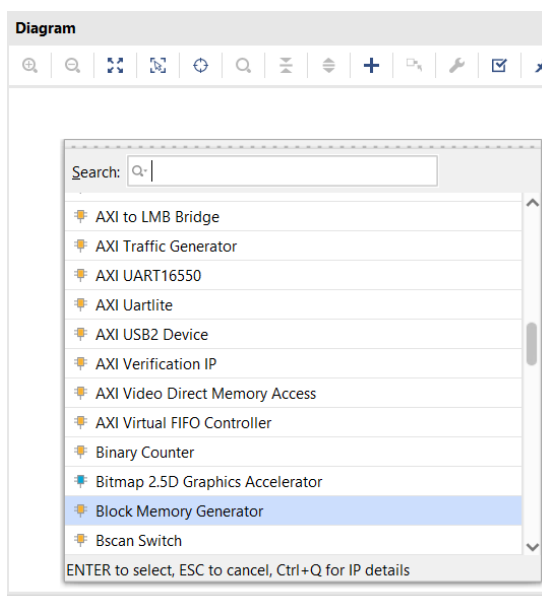 Diagram
Search:
AXI to LMB Bridge
AXI Traffic Generator
AXI UART16550
AXI Uartlite
AXI USB2 Device
AXI Verification IP
AXI Video Direct Memory Access
AXI Virtual FIFO Controller
Binary Counter
Bitmap 2.5D Graphics Accelerator
Block Memory Generator
Bscan Switch
ENTER to select, ESC to cancel, Ctrl+Q for IP details